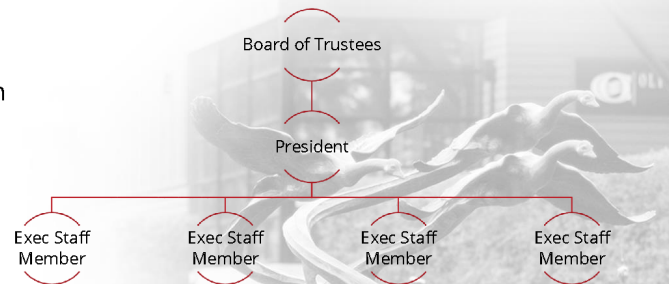 Board of Trustees
n
President
Exec Staff Member
Exec Staff Member
Exec Staff Member
Exec Staff Member